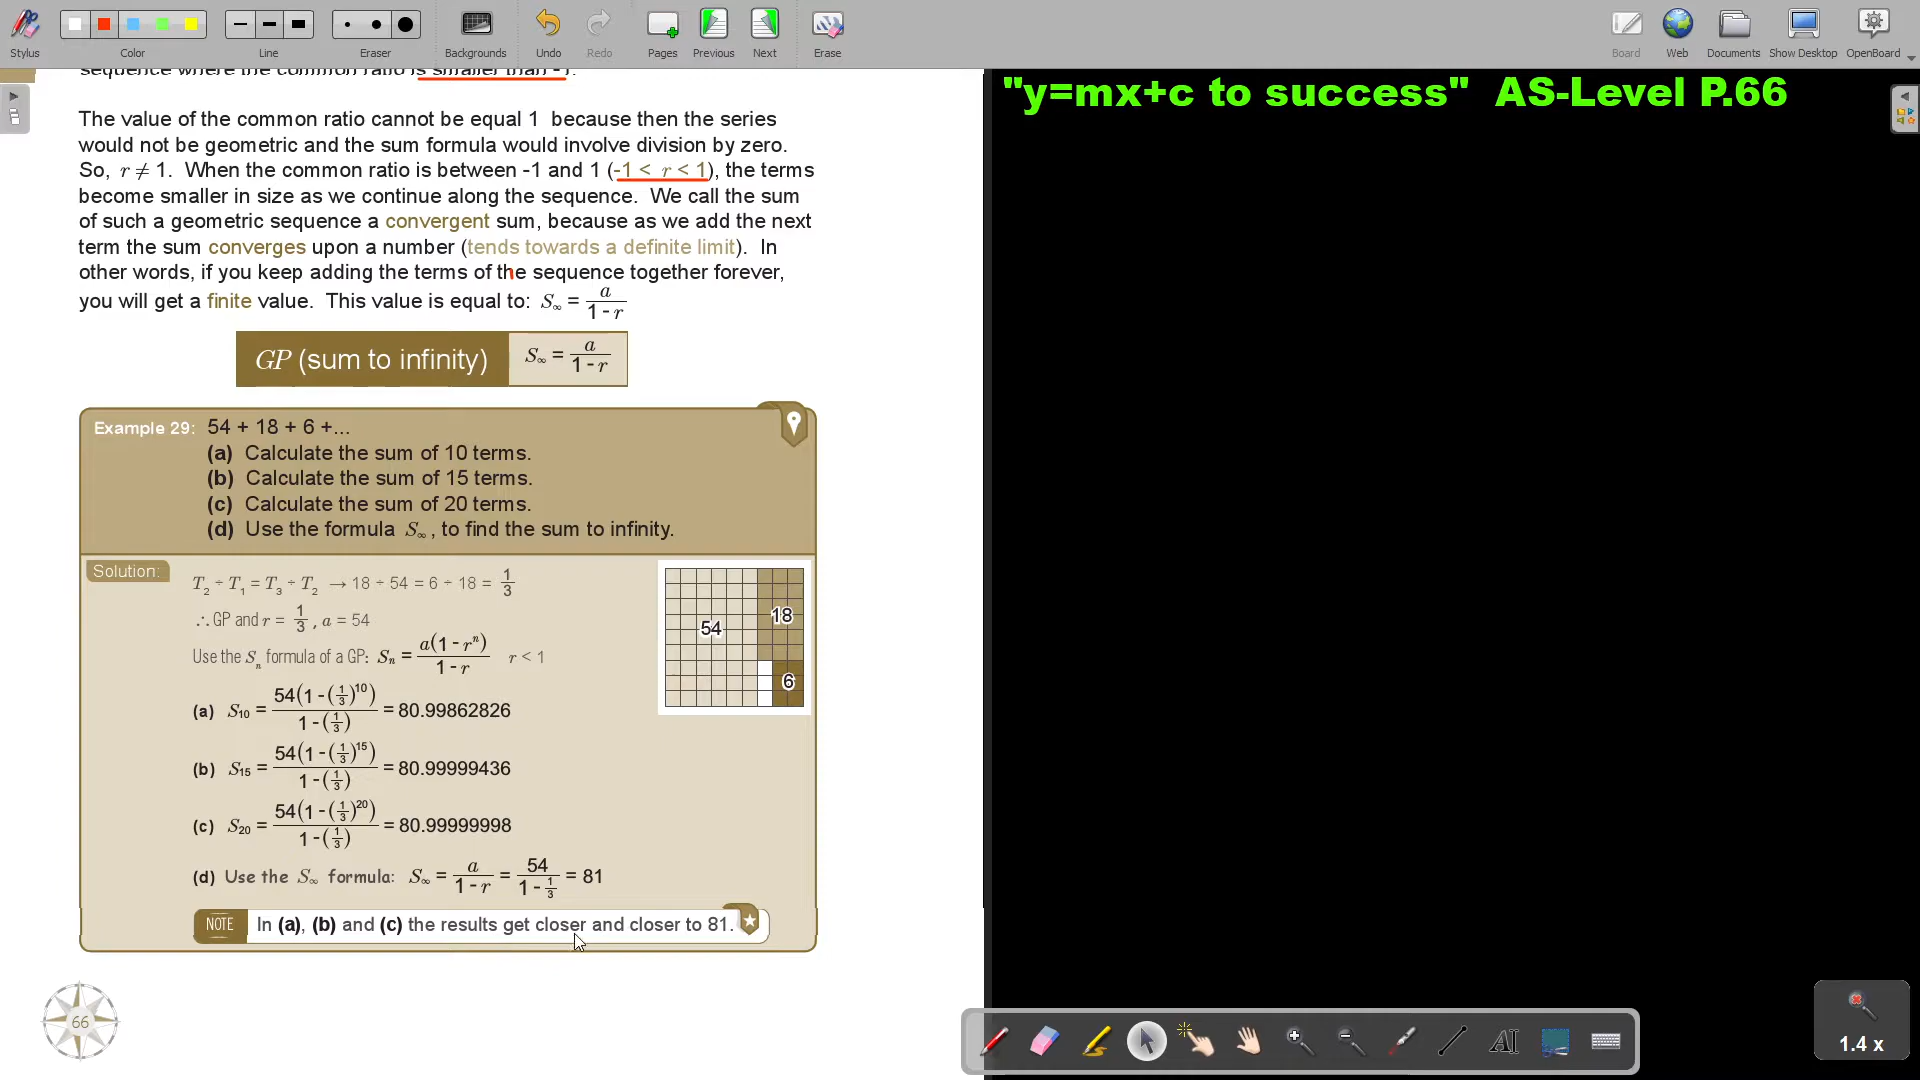 Stylus Color Line Eraser Backgrounds Undo Redo Pages Previous Next Erase Board Web Documents Show Desktop OpenBoard
sequence where the common ratio is smaller than -1.
"y=mx+c to success" AS-Level P.66
The value of the common ratio cannot be equal 1 because then the series
would not be geometric and the sum formula would involve division by zero.
So, r ≠ 1. When the common ratio is between -1 and 1 (-1 < r < 1), the terms
become smaller in size as we continue along the sequence. We call the sum
of such a geometric sequence a convergent sum, because as we add the next
term the sum converges upon a number (tends towards a definite limit). In
other words, if you keep adding the terms of the sequence together forever,
you will get a finite value. This value is equal to: S∞ = a/(1 - r)
GP (sum to infinity) S∞ = a/(1 - r)
Example 29: 54 + 18 + 6 +...
(a) Calculate the sum of 10 terms.
(b) Calculate the sum of 15 terms.
(c) Calculate the sum of 20 terms.
(d) Use the formula S∞, to find the sum to infinity.
Solution:
T₂ ÷ T₁ = T₃ ÷ T₂ → 18 ÷ 54 = 6 ÷ 18 = 1/3
∴ GP and r = 1/3, a = 54
Use the Sₙ formula of a GP: Sₙ = a(1 - rⁿ)/(1 - r) r < 1
54 18 6
(a) S₁₀ = 54(1 - (1/3)¹⁰)/(1 - (1/3)) = 80.99862826
(b) S₁₅ = 54(1 - (1/3)¹⁵)/(1 - (1/3)) = 80.99999436
(c) S₂₀ = 54(1 - (1/3)²⁰)/(1 - (1/3)) = 80.99999998
(d) Use the S∞ formula: S∞ = a/(1 - r) = 54/(1 - 1/3) = 81
NOTE In (a), (b) and (c) the results get closer and closer to 81.
66
1.4 x